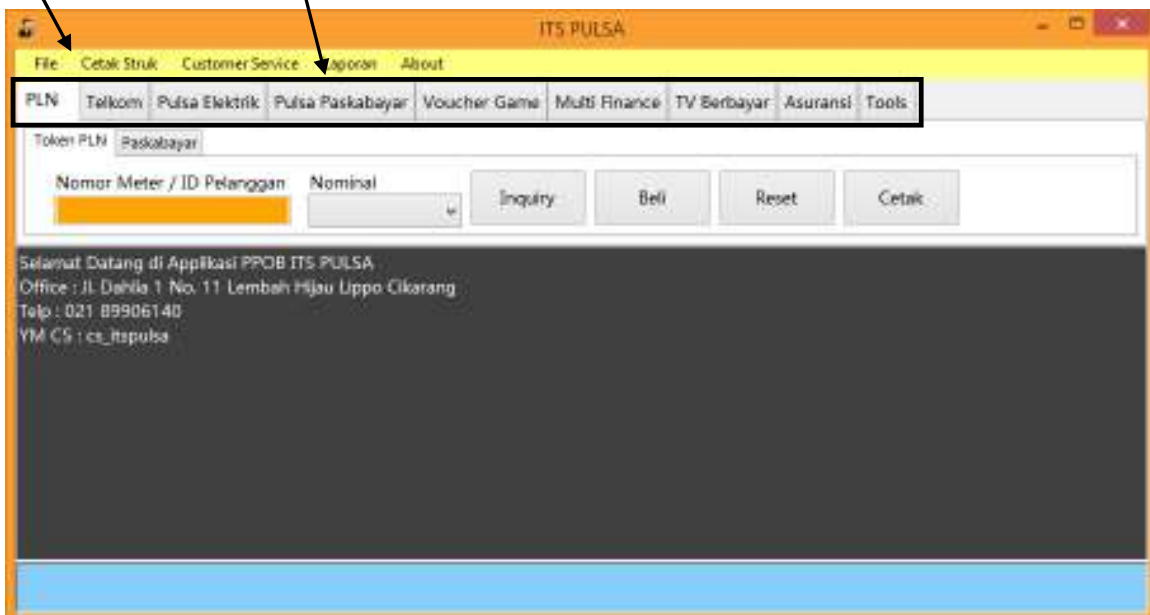 ITS PULSA
File Cetak Struk Customer Service Laporan About
PLN Telkom Pulsa Elektrik Pulsa Paskabayar Voucher Game Multi Finance TV Berbayar Asuransi Tools
Token PLN Paskabayar
Nomor Meter / ID Pelanggan Nominal
Inquiry Beli Reset Cetak
Selamat Datang di Applikasi PPOB ITS PULSA
Office : Jl. Dahlia 1 No. 11 Lembah Hijau Lippo Cikarang
Telp : 021 89906140
YM CS : cs_itspulsa